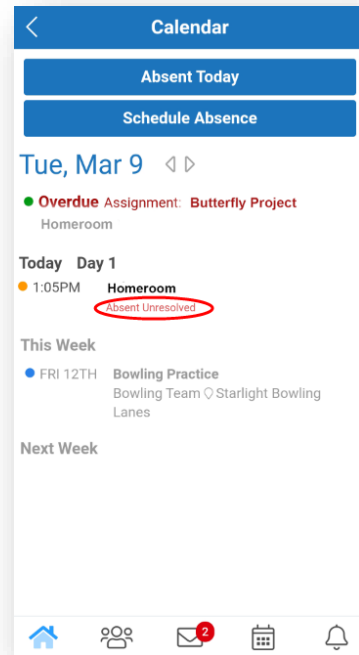 Calendar
Absent Today
Schedule Absence
Tue, Mar 9
Overdue Assignment: Butterfly Project
Homeroom
Today Day 1
1:05PM Homeroom
Absent Unresolved
This Week
FRI 12TH Bowling Practice
Bowling Team Starlight Bowling
Lanes
Next Week
2